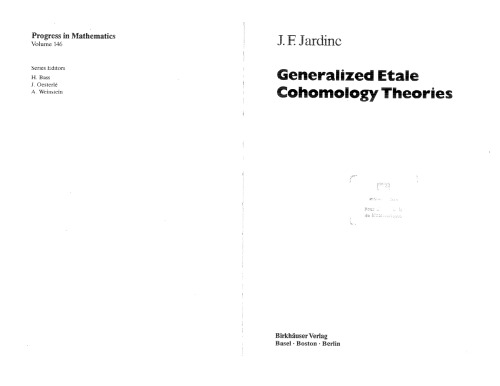 Progress in Mathematics
Volume 146
Series Editors
H. Bass
J. Oesterlé
A. Weinstein
J. F. Jardine
Generalized Etale
Cohomology Theories
Birkhäuser Verlag
Basel · Boston · Berlin